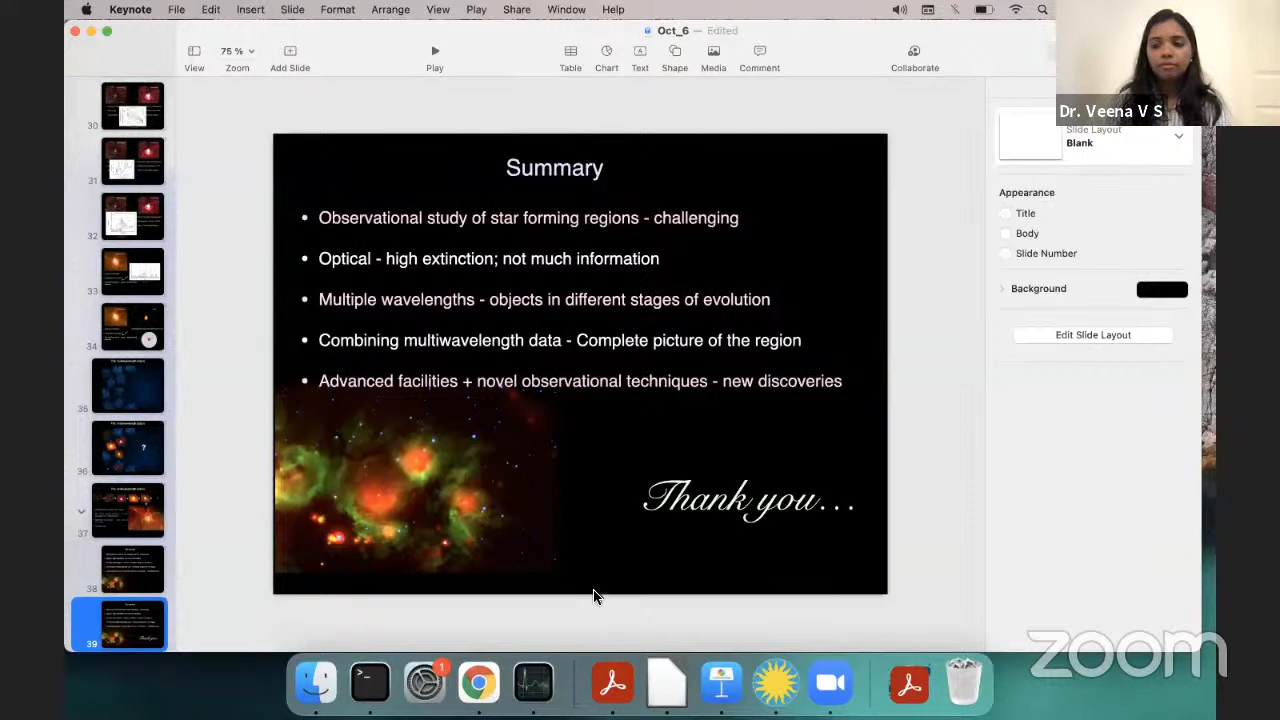 Keynote File Edit Insert Slide Format Arrange View Play Share Window Help
Oct_6 — Edited
75 %
View Zoom Add Slide Play Table Chart Text Shape Media Comment Collaborate
Dr. Veena V S
30
31
32
33
34
35
36
?
37
38
39
Thank you
Summary
• Observational study of star forming regions - challenging
• Optical - high extinction; not much information
• Multiple wavelengths - objects in different stages of evolution
• Combining multiwavelength data - Complete picture of the region
• Advanced facilities + novel observational techniques - new discoveries
Thank you...
Slide Layout
Blank
Appearance
Title
Body
Slide Number
Background
Edit Slide Layout
1
zoom